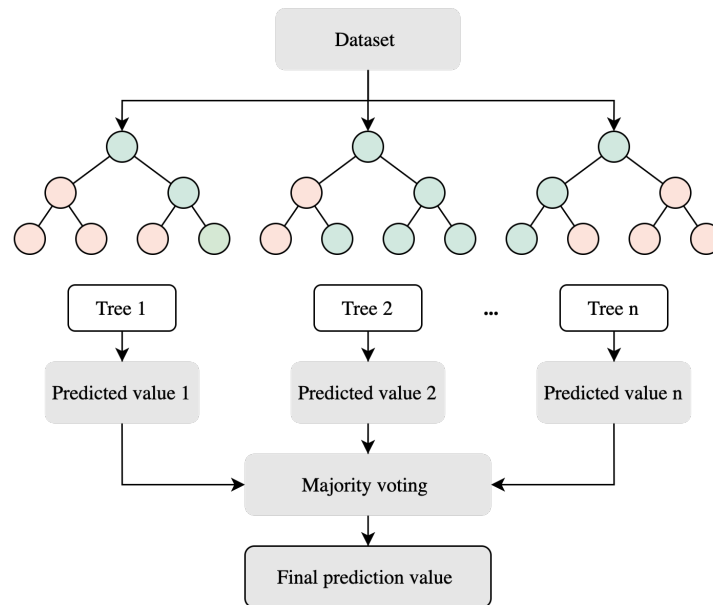 Dataset
Tree 1
Tree 2
...
Tree n
Predicted value 1
Predicted value 2
Predicted value n
Majority voting
Final prediction value